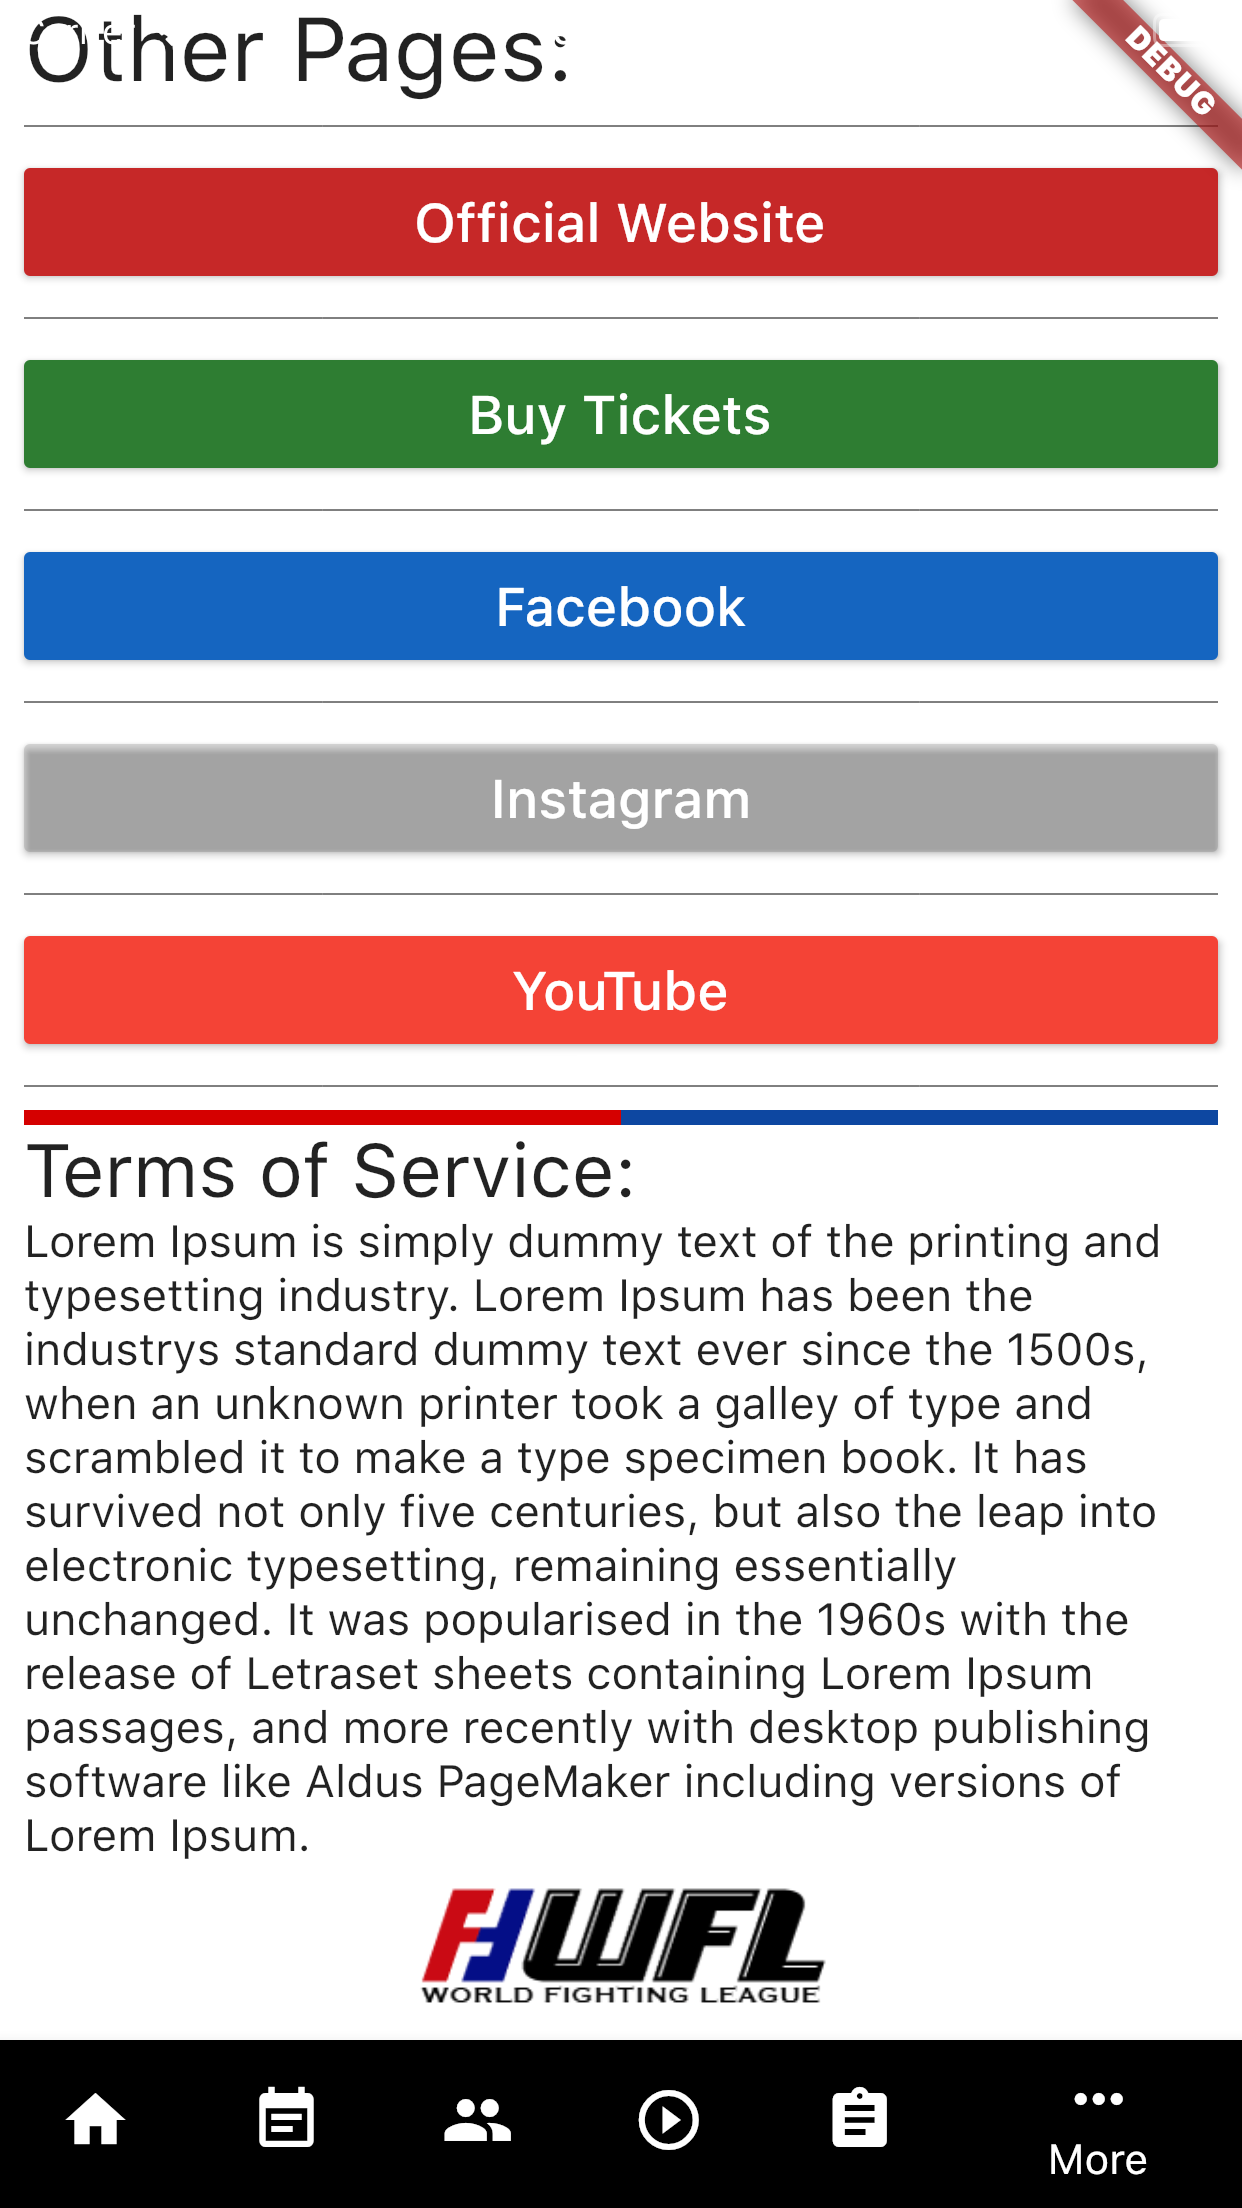 Other Pages:
DEBUG
Official Website
Buy Tickets
Facebook
Instagram
YouTube
Terms of Service:
Lorem Ipsum is simply dummy text of the printing and
typesetting industry. Lorem Ipsum has been the
industrys standard dummy text ever since the 1500s,
when an unknown printer took a galley of type and
scrambled it to make a type specimen book. It has
survived not only five centuries, but also the leap into
electronic typesetting, remaining essentially
unchanged. It was popularised in the 1960s with the
release of Letraset sheets containing Lorem Ipsum
passages, and more recently with desktop publishing
software like Aldus PageMaker including versions of
Lorem Ipsum.
WFL
WORLD FIGHTING LEAGUE
More